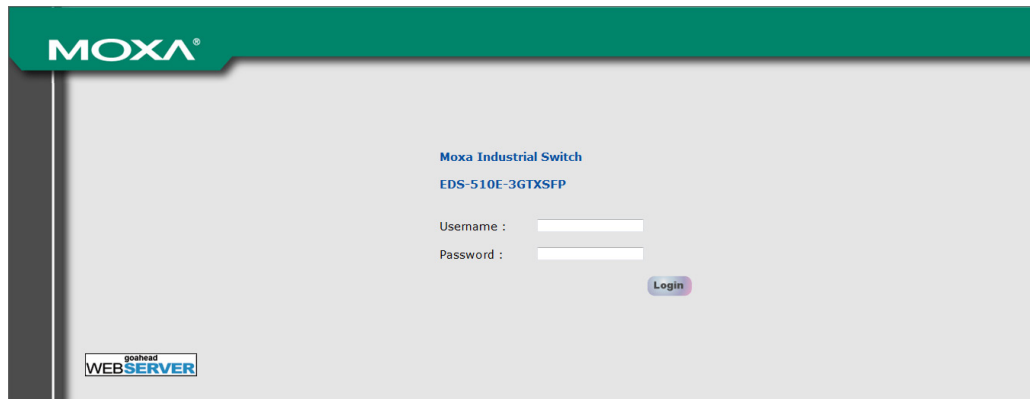 MOXA®
Moxa Industrial Switch
EDS-510E-3GTXSFP
Username :
Password :
Login
goahead
WEBSERVER